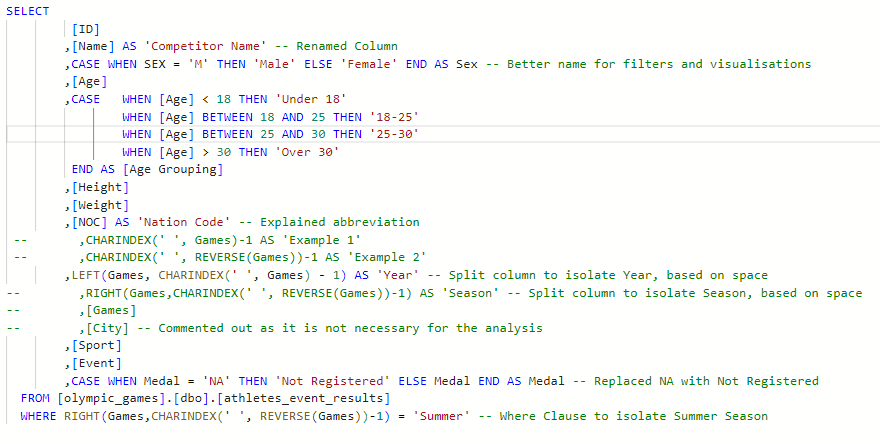 SELECT
[ID]
,[Name] AS 'Competitor Name' -- Renamed Column
,CASE WHEN SEX = 'M' THEN 'Male' ELSE 'Female' END AS Sex -- Better name for filters and visualisations
,[Age]
,CASE WHEN [Age] < 18 THEN 'Under 18'
WHEN [Age] BETWEEN 18 AND 25 THEN '18-25'
WHEN [Age] BETWEEN 25 AND 30 THEN '25-30'
WHEN [Age] > 30 THEN 'Over 30'
END AS [Age Grouping]
,[Height]
,[Weight]
,[NOC] AS 'Nation Code' -- Explained abbreviation
-- ,CHARINDEX(' ', Games)-1 AS 'Example 1'
-- ,CHARINDEX(' ', REVERSE(Games))-1 AS 'Example 2'
,LEFT(Games, CHARINDEX(' ', Games) - 1) AS 'Year' -- Split column to isolate Year, based on space
-- ,RIGHT(Games,CHARINDEX(' ', REVERSE(Games))-1) AS 'Season' -- Split column to isolate Season, based on space
-- ,[Games]
-- ,[City] -- Commented out as it is not necessary for the analysis
,[Sport]
,[Event]
,CASE WHEN Medal = 'NA' THEN 'Not Registered' ELSE Medal END AS Medal -- Replaced NA with Not Registered
FROM [olympic_games].[dbo].[athletes_event_results]
WHERE RIGHT(Games,CHARINDEX(' ', REVERSE(Games))-1) = 'Summer' -- Where Clause to isolate Summer Season